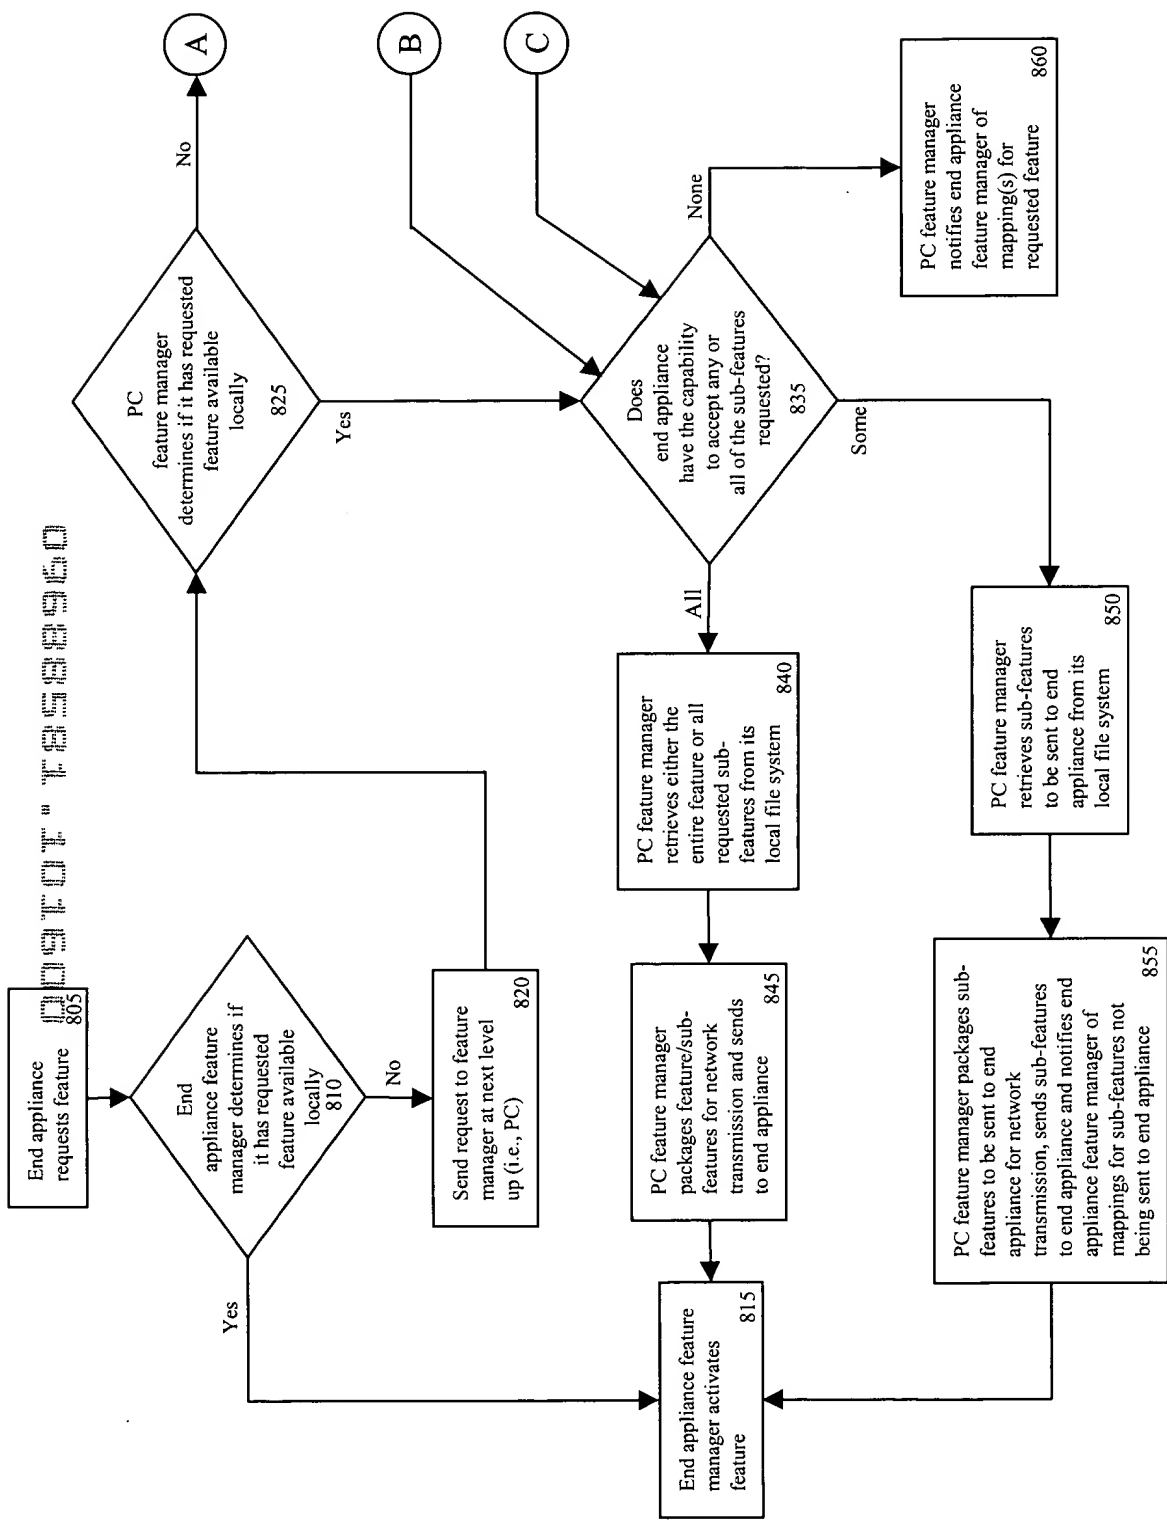 09688581.101600
End appliance
requests feature
805
End
appliance feature
manager determines if
it has requested
feature available
locally
810
Yes
No
Send request to feature
manager at next level
up (i.e., PC)
820
PC
feature manager
determines if it has requested
feature available
locally
825
No
A
Yes
B
C
Does
end appliance
have the capability
to accept any or
all of the sub-features
requested?
835
All
None
Some
PC feature manager
retrieves either the
entire feature or all
requested sub-
features from its
local file system
840
PC feature manager
packages feature/sub-
features for network
transmission and sends
to end appliance
845
End appliance feature
manager activates
feature
815
PC feature manager
retrieves sub-features
to be sent to end
appliance from its
local file system
850
PC feature manager packages sub-
features to be sent to end
appliance for network
transmission, sends sub-features
to end appliance and notifies end
appliance feature manager of
mappings for sub-features not
being sent to end appliance
855
PC feature manager
notifies end appliance
feature manager of
mapping(s) for
requested feature
860